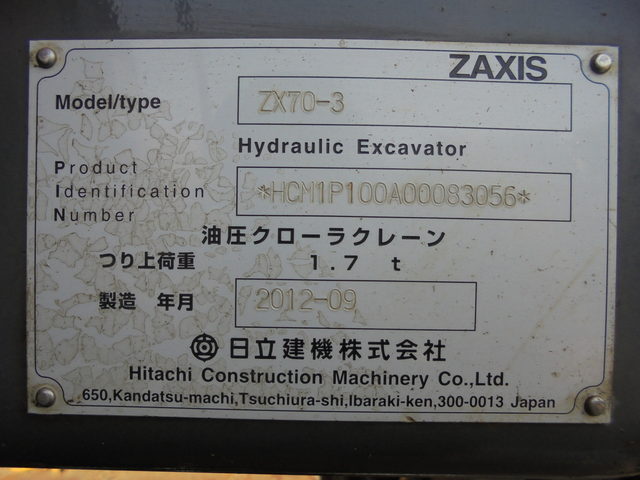 ZAXIS
Model/type ZX70-3
Hydraulic Excavator
Product
Identification *HCM1P100A00083056*
Number
油圧クローラクレーン
つり上荷重 1.7 t
製造 年月 2012-09
日立建機株式会社
Hitachi Construction Machinery Co.,Ltd.
650,Kandatsu-machi,Tsuchiura-shi,Ibaraki-ken,300-0013 Japan